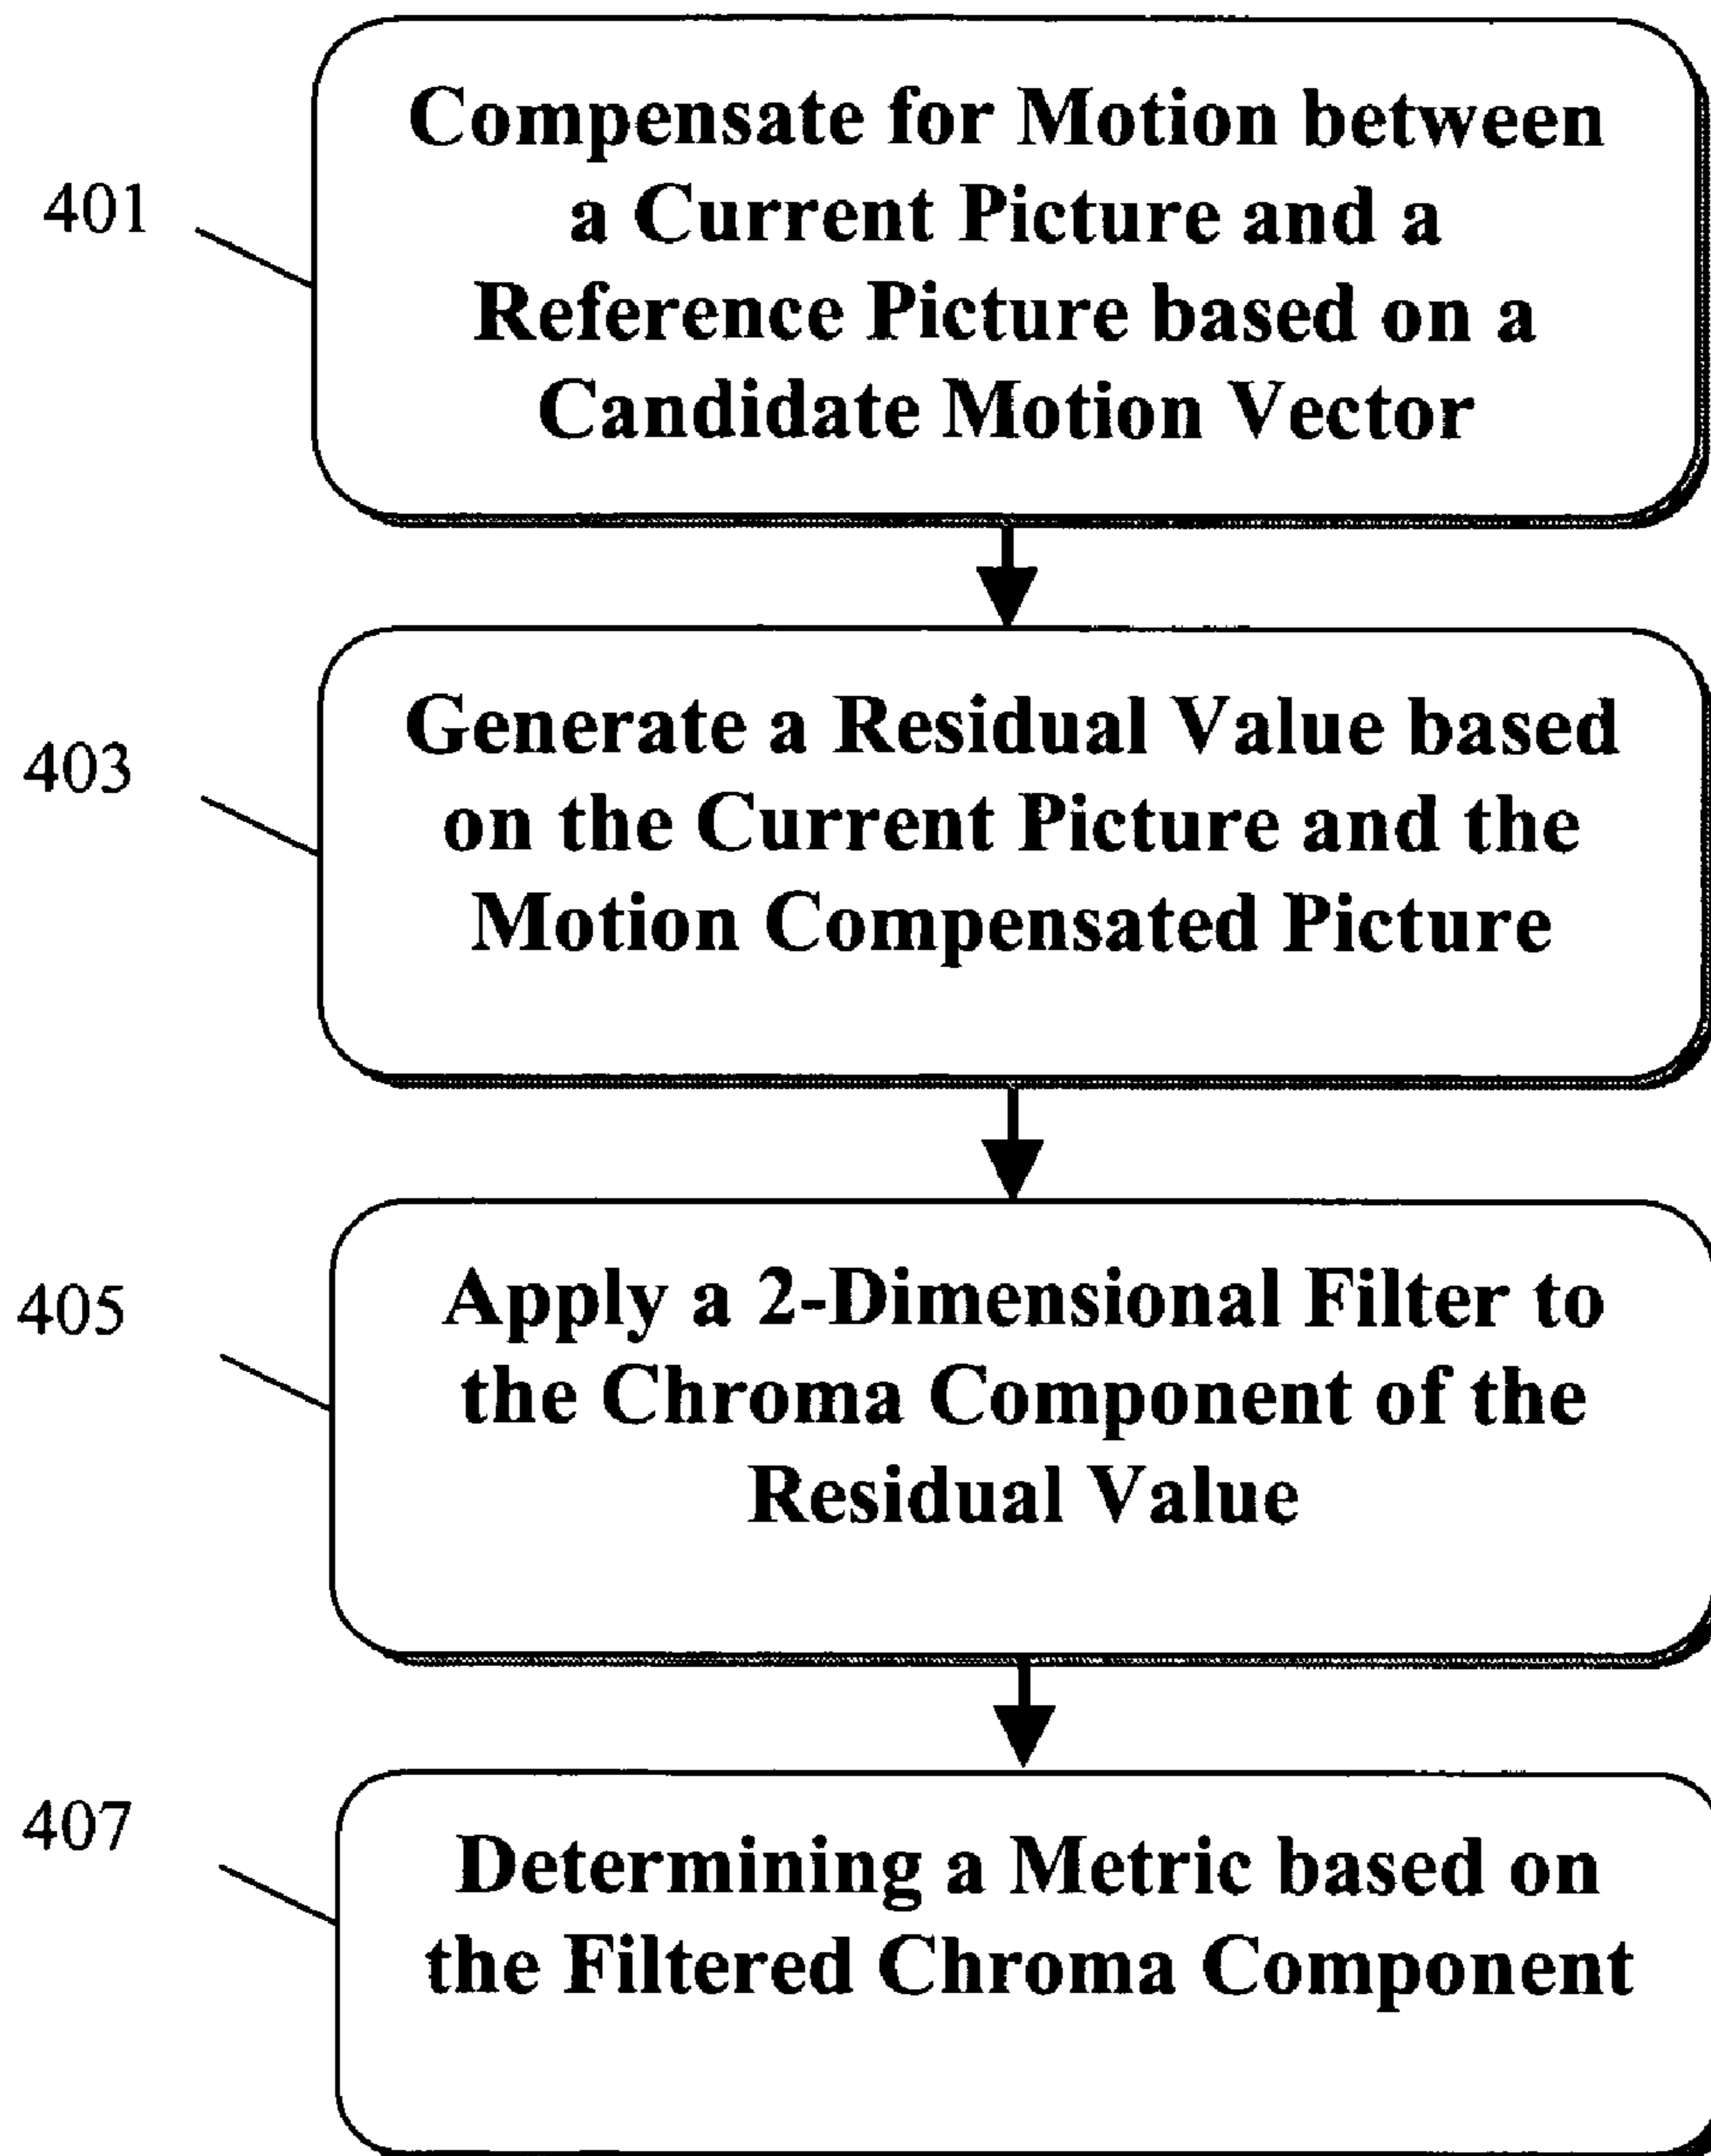 401
Compensate for Motion between
a Current Picture and a
Reference Picture based on a
Candidate Motion Vector
403
Generate a Residual Value based
on the Current Picture and the
Motion Compensated Picture
405
Apply a 2-Dimensional Filter to
the Chroma Component of the
Residual Value
407
Determining a Metric based on
the Filtered Chroma Component